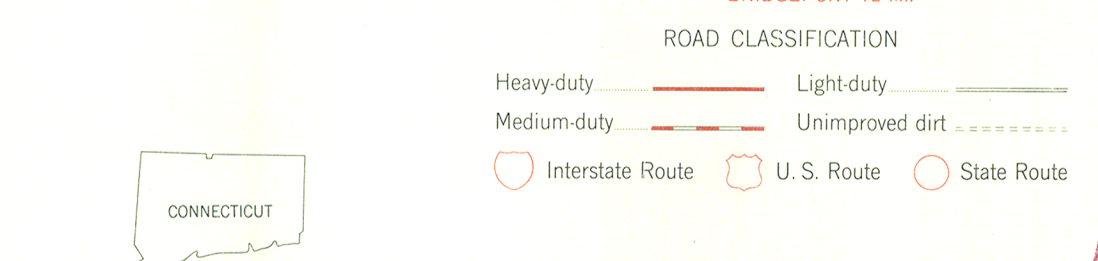 ROAD CLASSIFICATION
Heavy-duty Light-duty
Medium-duty Unimproved dirt
Interstate Route U. S. Route State Route
CONNECTICUT